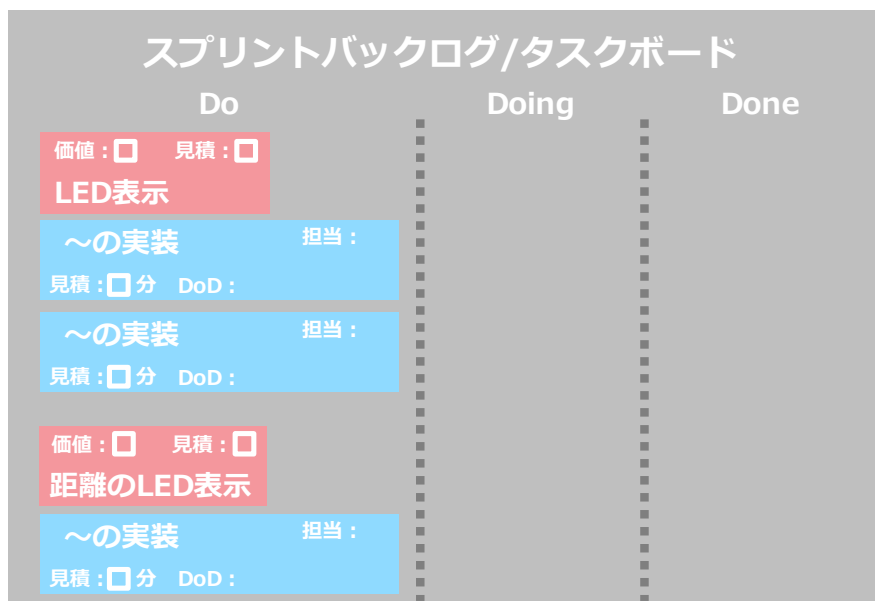 スプリントバックログ/タスクボード
Do Doing Done
価値：□ 見積：□
LED表示
～の実装 担当：
見積：□分 DoD：
～の実装 担当：
見積：□分 DoD：
価値：□ 見積：□
距離のLED表示
～の実装 担当：
見積：□分 DoD：